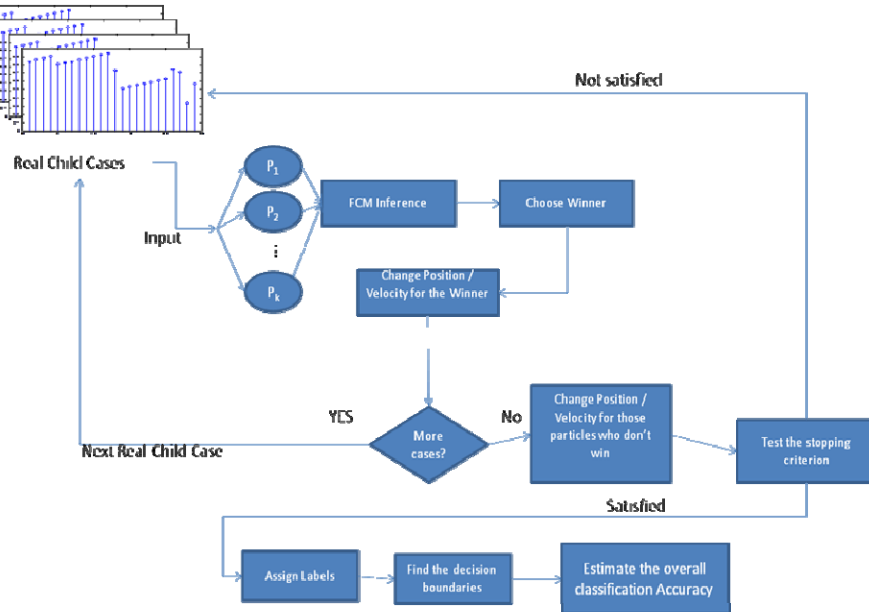 Not satisfied
Real Child Cases
Input
P1
P2
⋮
Pk
FCM Inference
Choose Winner
Change Position /
Velocity for the Winner
YES
More
cases?
No
Change Position /
Velocity for those
particles who don't
win
Test the stopping
criterion
Next Real Child Case
Satisfied
Assign Labels
Find the decision
boundaries
Estimate the overall
classification Accuracy